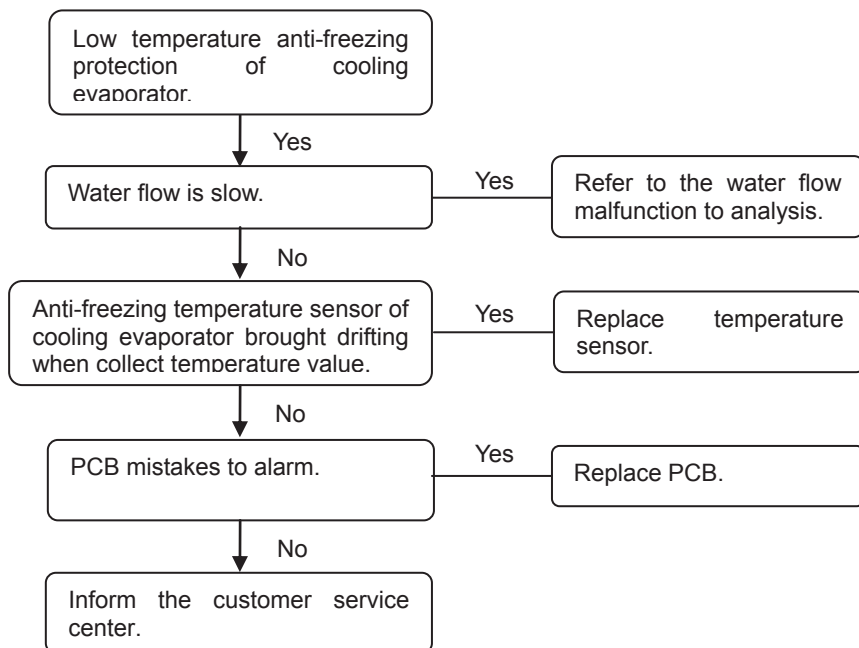 Low temperature anti-freezing
protection of cooling
evaporator.
Yes
Water flow is slow.
Yes
Refer to the water flow
malfunction to analysis.
No
Anti-freezing temperature sensor of
cooling evaporator brought drifting
when collect temperature value.
Yes
Replace temperature
sensor.
No
PCB mistakes to alarm.
Yes
Replace PCB.
No
Inform the customer service
center.